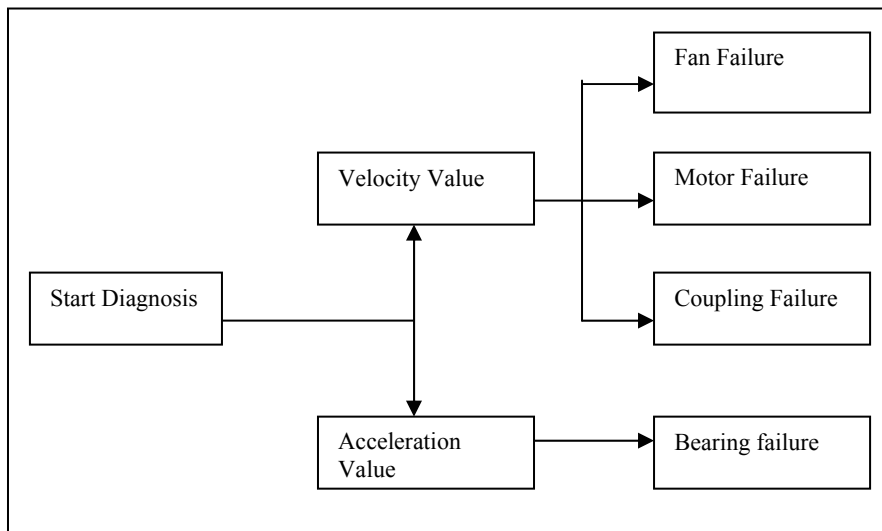 Fan Failure
Velocity Value
Motor Failure
Start Diagnosis
Coupling Failure
Acceleration
Value
Bearing failure